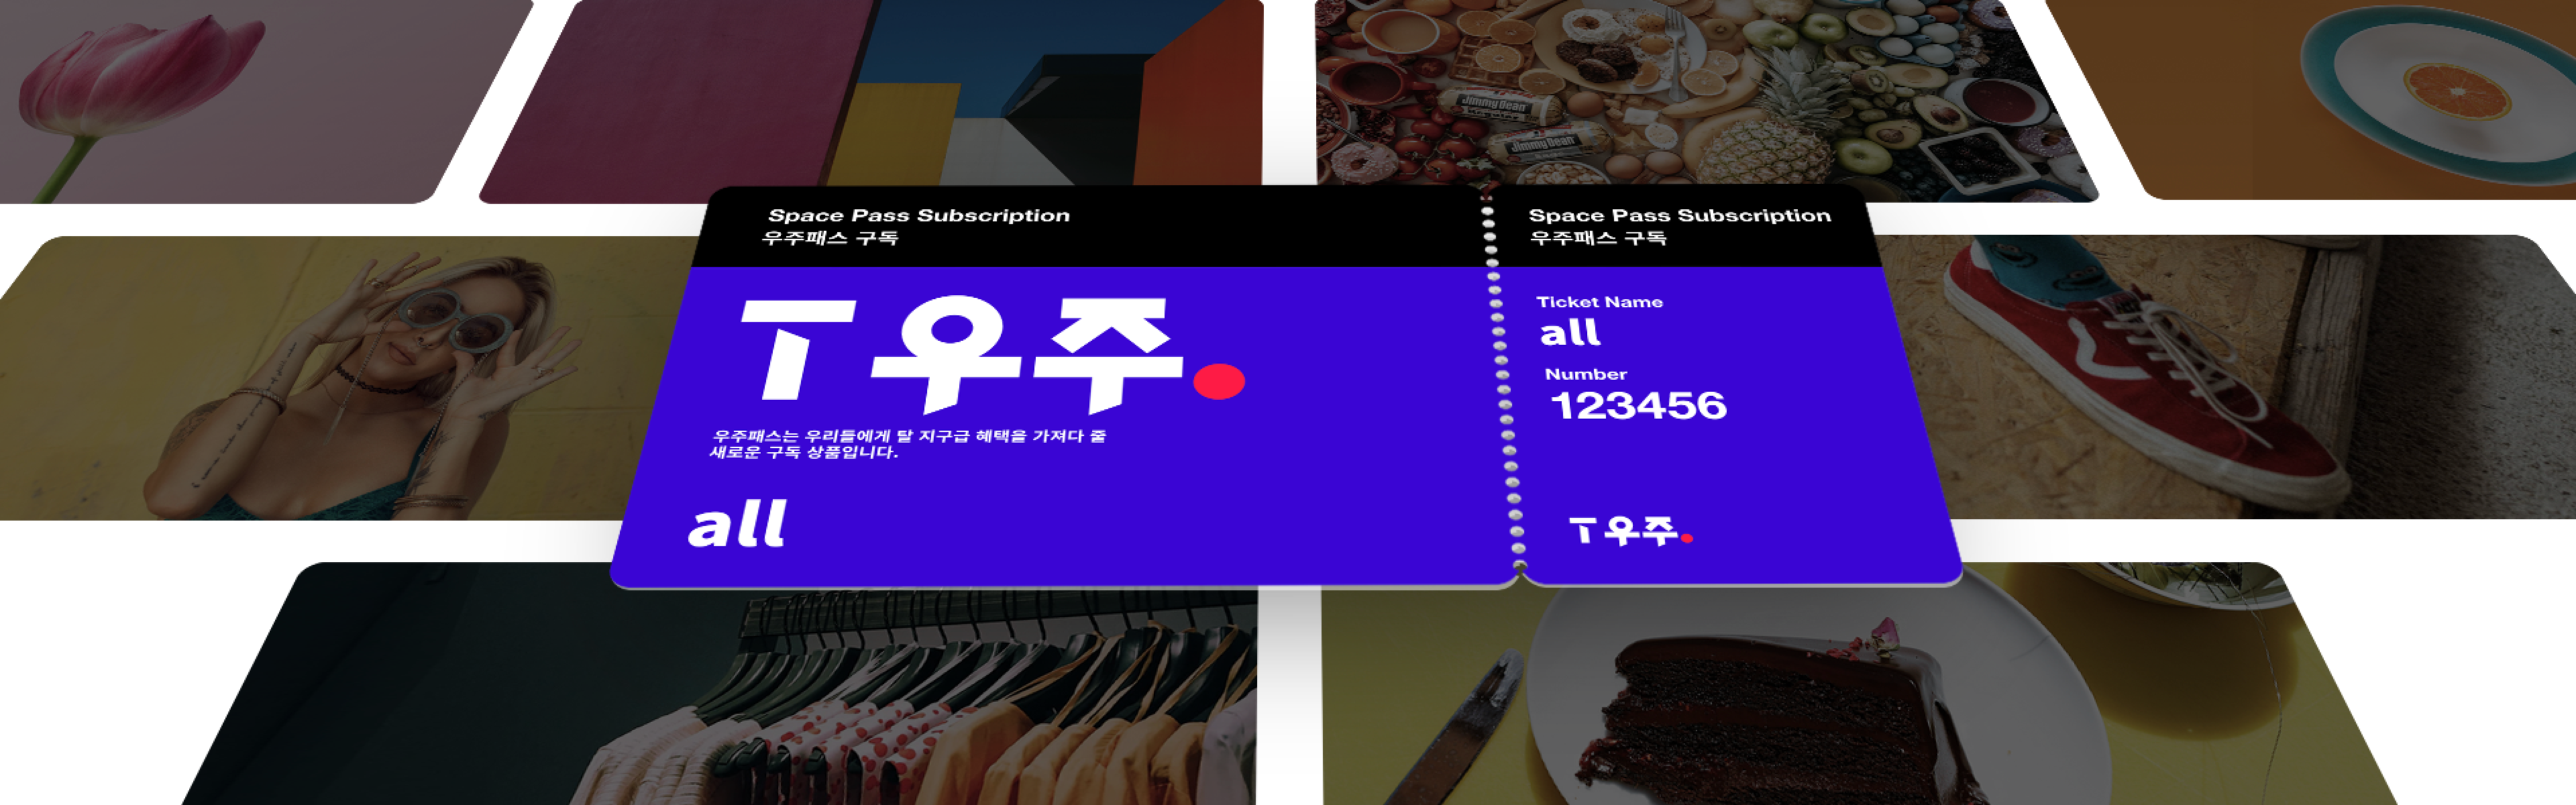 Jimmy Dean
Jimmy Dean
Space Pass Subscription
우주패스 구독
T우주.
우주패스는 우리들에게 달 지구급 혜택을 가져다 줄
새로운 구독 상품입니다.
all
Space Pass Subscription
우주패스 구독
Ticket Name
all
Number
123456
T우주.